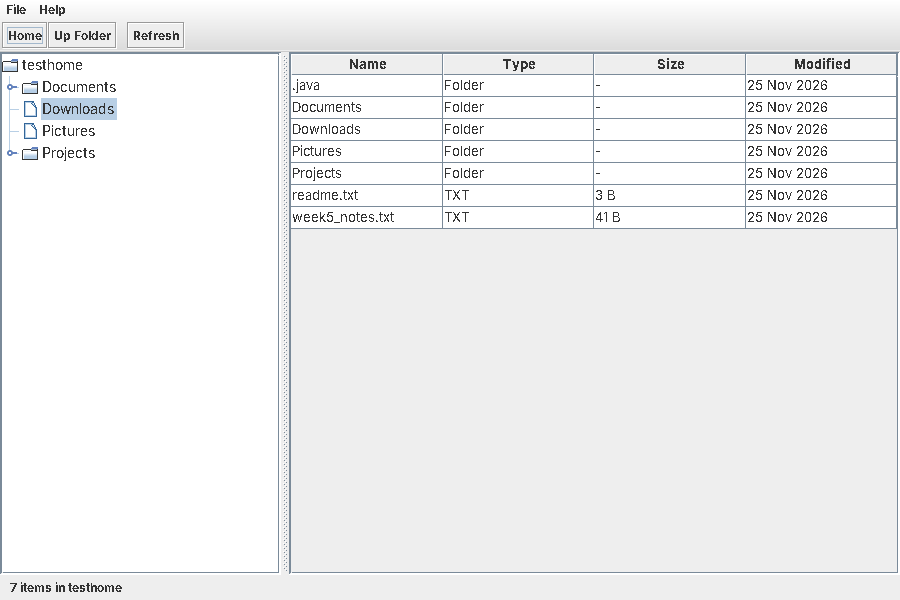 File Help
Home Up Folder Refresh
testhome
Documents
Downloads
Pictures
Projects
Name Type Size Modified
.java Folder - 25 Nov 2026
Documents Folder - 25 Nov 2026
Downloads Folder - 25 Nov 2026
Pictures Folder - 25 Nov 2026
Projects Folder - 25 Nov 2026
readme.txt TXT 3 B 25 Nov 2026
week5_notes.txt TXT 41 B 25 Nov 2026
7 items in testhome